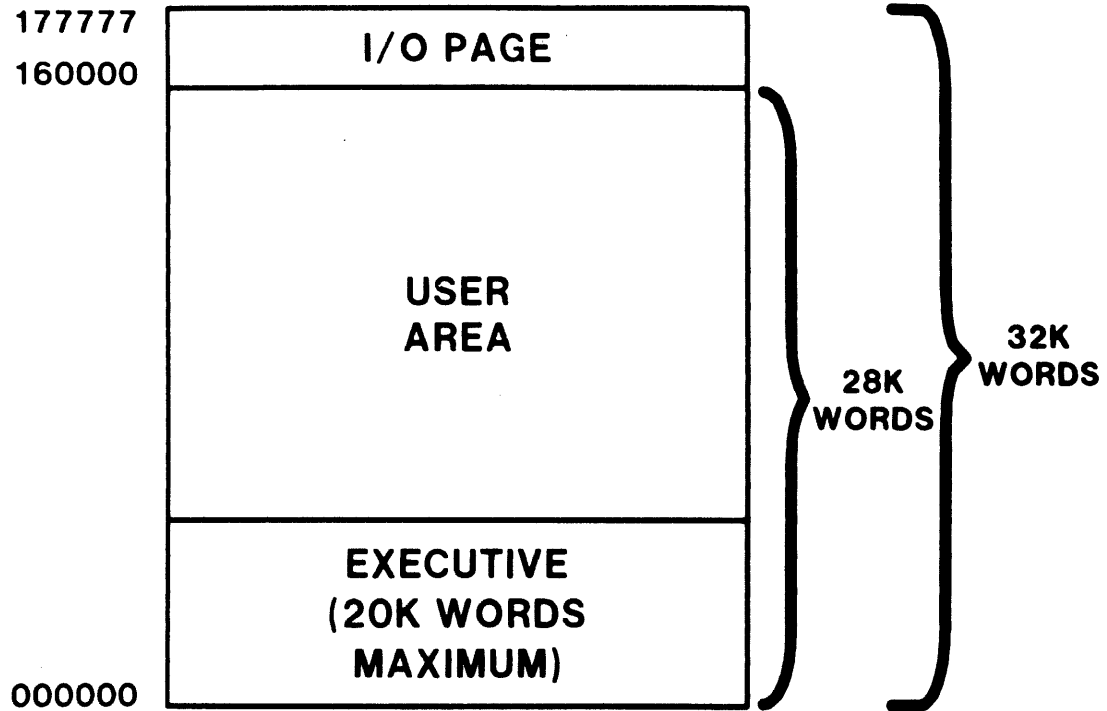 177777
I/O PAGE
160000
USER
AREA
32K
WORDS
28K
WORDS
EXECUTIVE
(20K WORDS
MAXIMUM)
000000